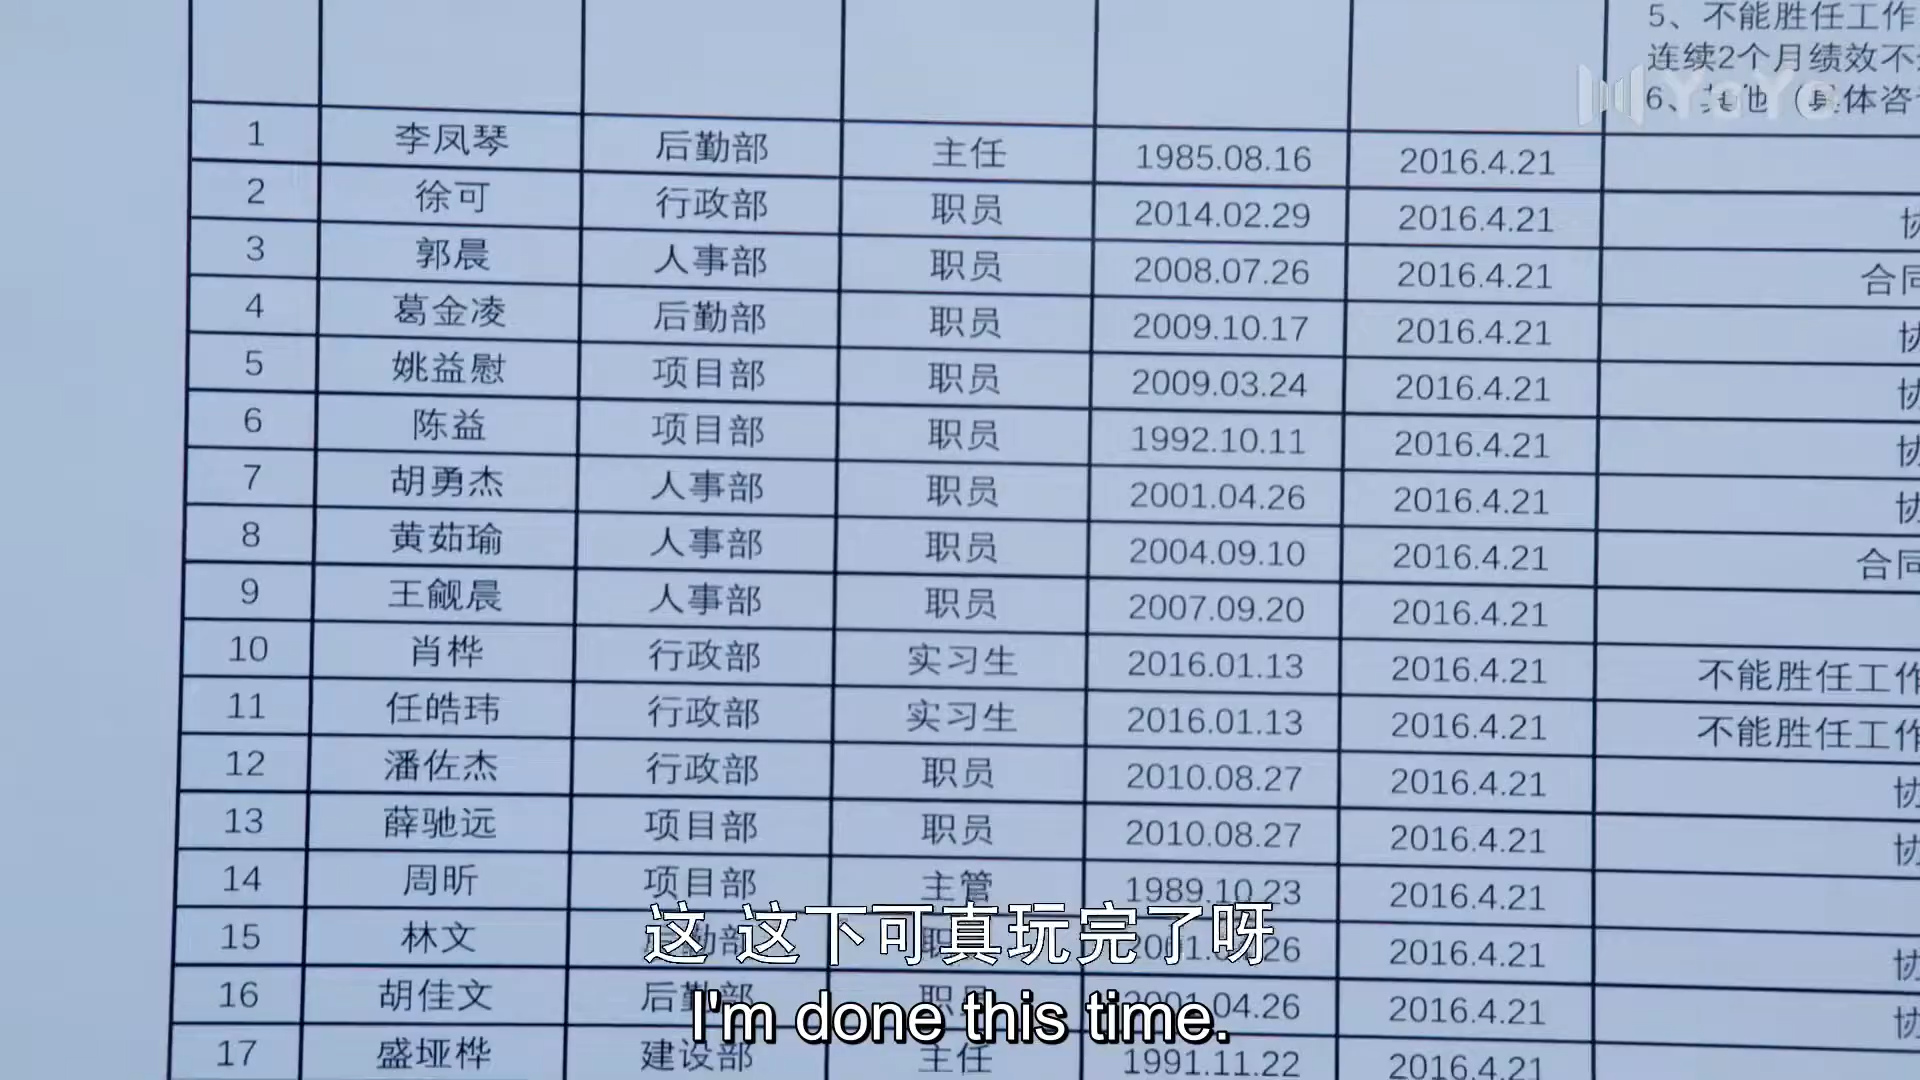 5、不能胜任工作
连续2个月绩效不
6、其他（具体咨
YoYo
1 李凤琴 后勤部 主任 1985.08.16 2016.4.21
2 徐可 行政部 职员 2014.02.29 2016.4.21 协
3 郭晨 人事部 职员 2008.07.26 2016.4.21 合同
4 葛金凌 后勤部 职员 2009.10.17 2016.4.21 协
5 姚益慰 项目部 职员 2009.03.24 2016.4.21 协
6 陈益 项目部 职员 1992.10.11 2016.4.21 协
7 胡勇杰 人事部 职员 2001.04.26 2016.4.21 协
8 黄茹瑜 人事部 职员 2004.09.10 2016.4.21 合同
9 王觎晨 人事部 职员 2007.09.20 2016.4.21
10 肖桦 行政部 实习生 2016.01.13 2016.4.21 不能胜任工作
11 任皓玮 行政部 实习生 2016.01.13 2016.4.21 不能胜任工作
12 潘佐杰 行政部 职员 2010.08.27 2016.4.21 协
13 薛驰远 项目部 职员 2010.08.27 2016.4.21 协
14 周昕 项目部 主管 1989.10.23 2016.4.21
15 林文 2016.4.21 协
16 胡佳文 后勤部 职员 2001.04.26 2016.4.21 协
17 盛垭桦 建设部 主任 1991.11.22 2016.4.21
这 这下可真玩完了呀
I'm done this time.